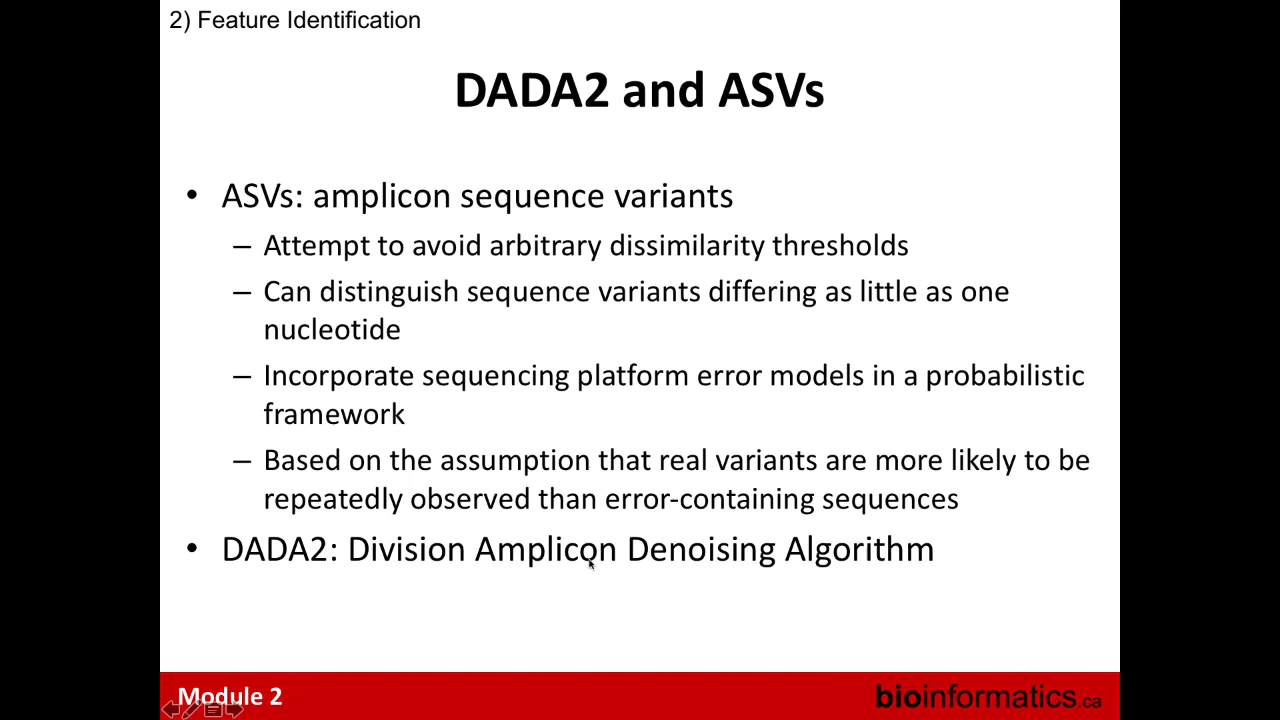 2) Feature Identification
DADA2 and ASVs
• ASVs: amplicon sequence variants
– Attempt to avoid arbitrary dissimilarity thresholds
– Can distinguish sequence variants differing as little as one
nucleotide
– Incorporate sequencing platform error models in a probabilistic
framework
– Based on the assumption that real variants are more likely to be
repeatedly observed than error-containing sequences
• DADA2: Division Amplicon Denoising Algorithm
Module 2
bioinformatics.ca